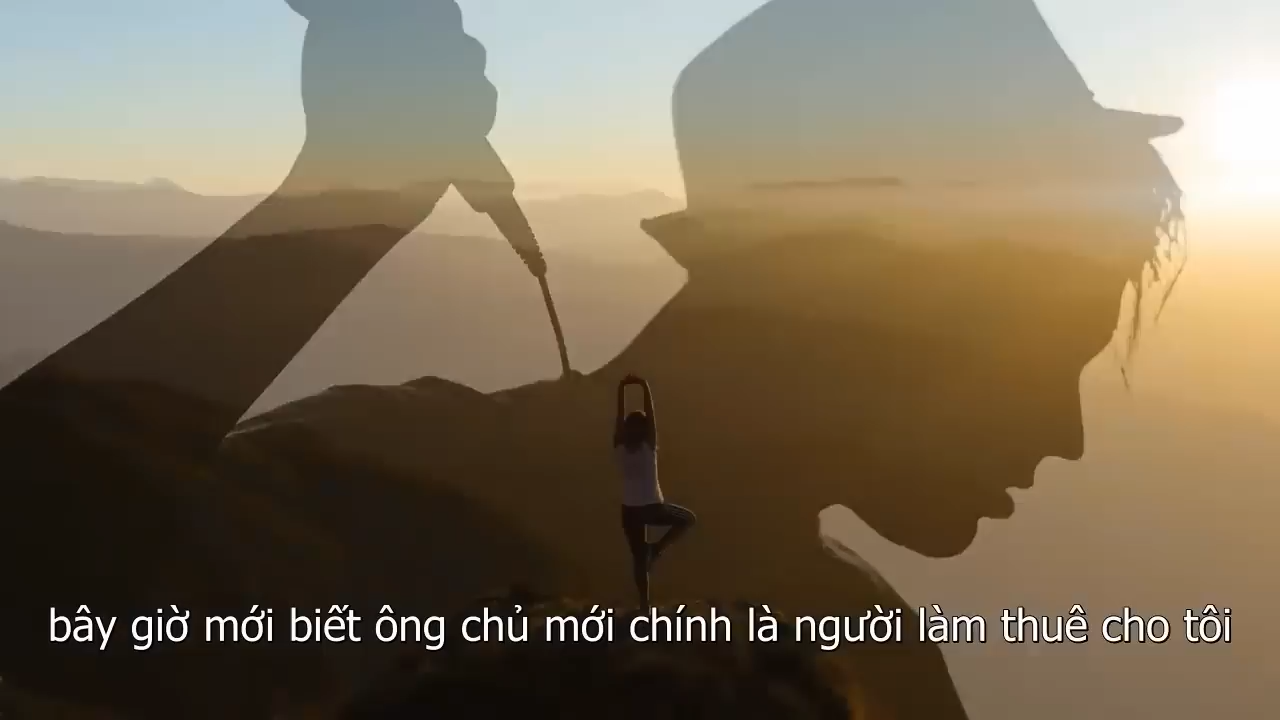 bây giờ mới biết ông chủ mới chính là người làm thuê cho tôi